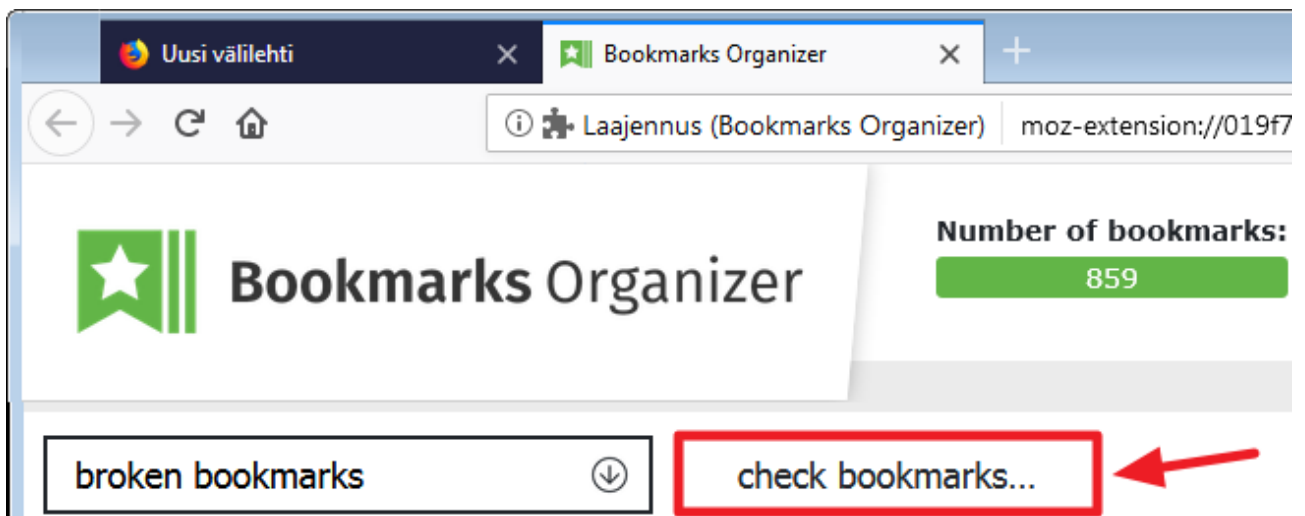 Uusi välilehti
Bookmarks Organizer
Laajennus (Bookmarks Organizer) moz-extension://019f7
Bookmarks Organizer
Number of bookmarks:
859
broken bookmarks
check bookmarks...